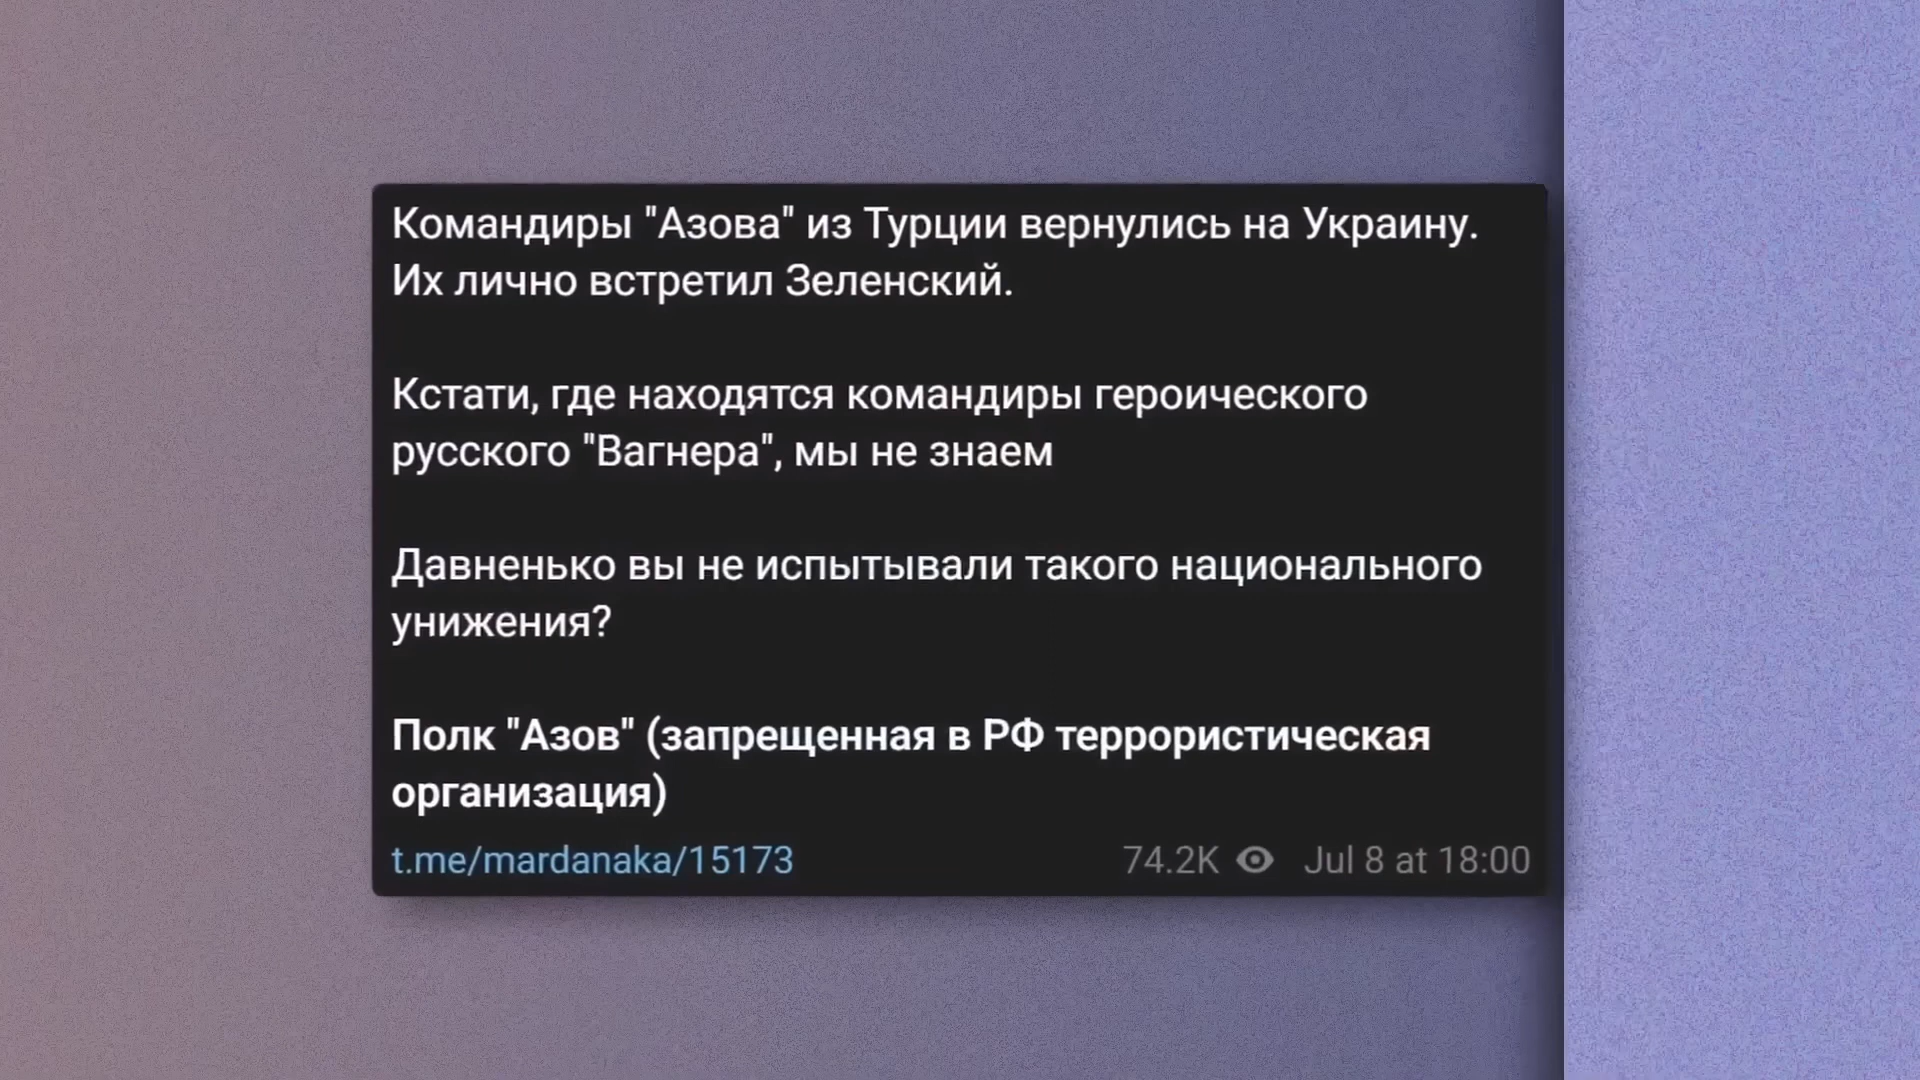 Командиры "Азова" из Турции вернулись на Украину.
Их лично встретил Зеленский.
Кстати, где находятся командиры героического
русского "Вагнера", мы не знаем
Давненько вы не испытывали такого национального
унижения?
Полк "Азов" (запрещенная в РФ террористическая
организация)
t.me/mardanaka/15173 74.2K Jul 8 at 18:00